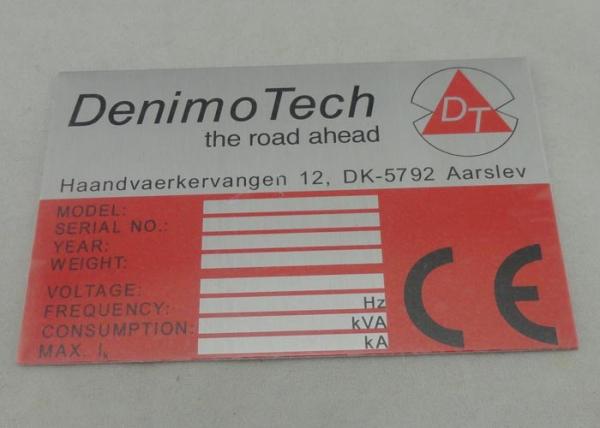 DenimoTech
the road ahead
DT
Haandvaerkervangen 12, DK-5792 Aarslev
MODEL:
SERIAL NO.:
YEAR:
WEIGHT:
VOLTAGE:
FREQUENCY: Hz
CONSUMPTION: kVA
MAX. Ik kA
CE